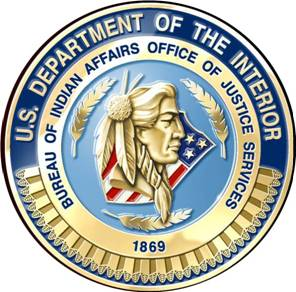 U.S. DEPARTMENT OF THE INTERIOR
BUREAU OF INDIAN AFFAIRS OFFICE OF JUSTICE SERVICES
1869